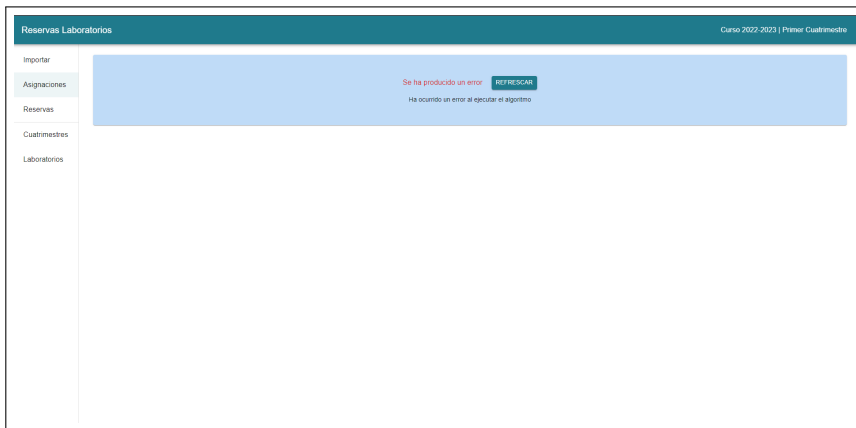 Reservas Laboratorios
Curso 2022-2023 | Primer Cuatrimestre
Importar
Asignaciones
Reservas
Cuatrimestres
Laboratorios
Se ha producido un error REFRESCAR
Ha ocurrido un error al ejecutar el algoritmo